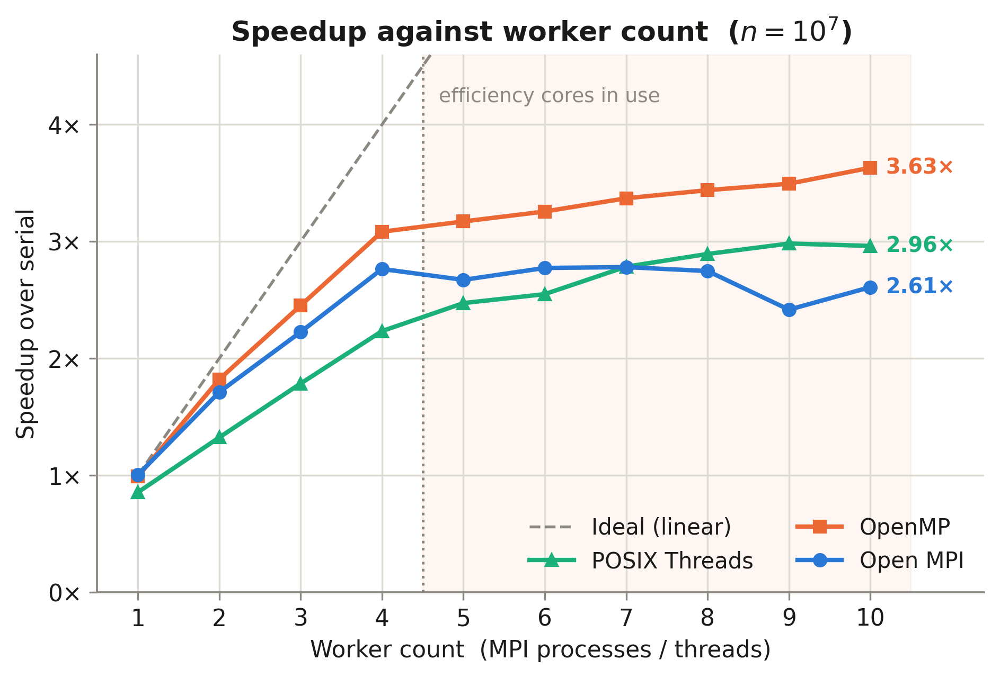 Speedup against worker count (n = 10⁷)
efficiency cores in use
4×
3×
2×
1×
0×
Speedup over serial
3.63×
2.96×
2.61×
Ideal (linear)
POSIX Threads
OpenMP
Open MPI
1 2 3 4 5 6 7 8 9 10
Worker count (MPI processes / threads)